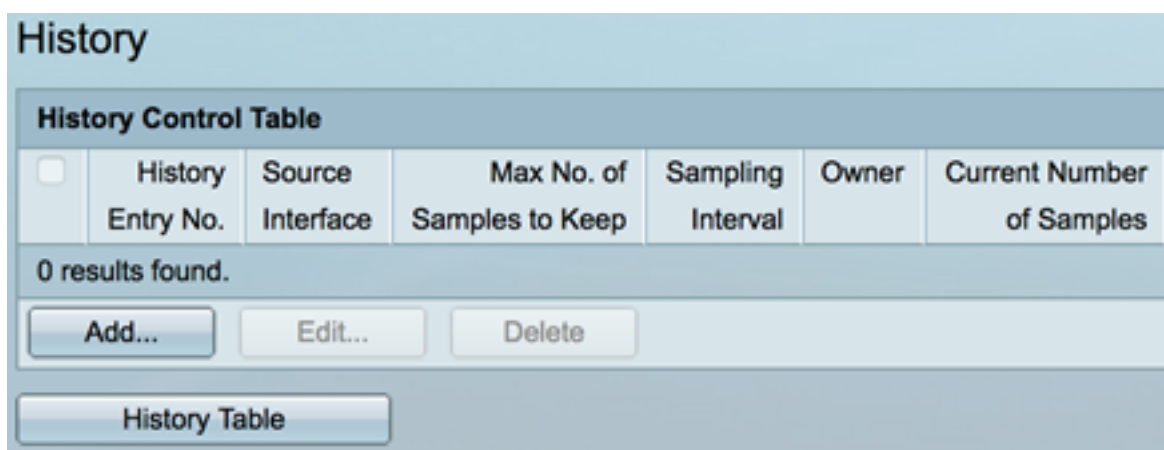 History
History Control Table
History Source Max No. of Sampling Owner Current Number
Entry No. Interface Samples to Keep Interval of Samples
0 results found.
Add... Edit... Delete
History Table